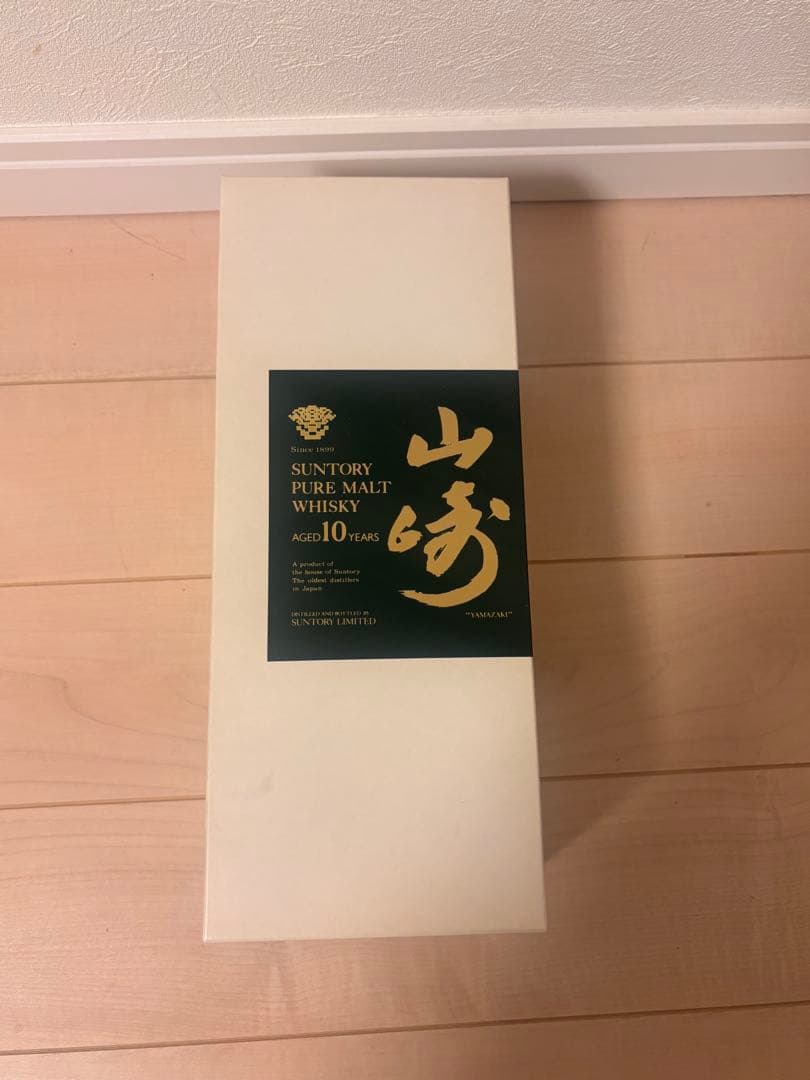 Since 1899
SUNTORY
PURE MALT
WHISKY
AGED 10 YEARS
A product of
the house of Suntory
The oldest distillers
in Japan
DISTILLED AND BOTTLED BY
SUNTORY LIMITED
山崎
"YAMAZAKI"